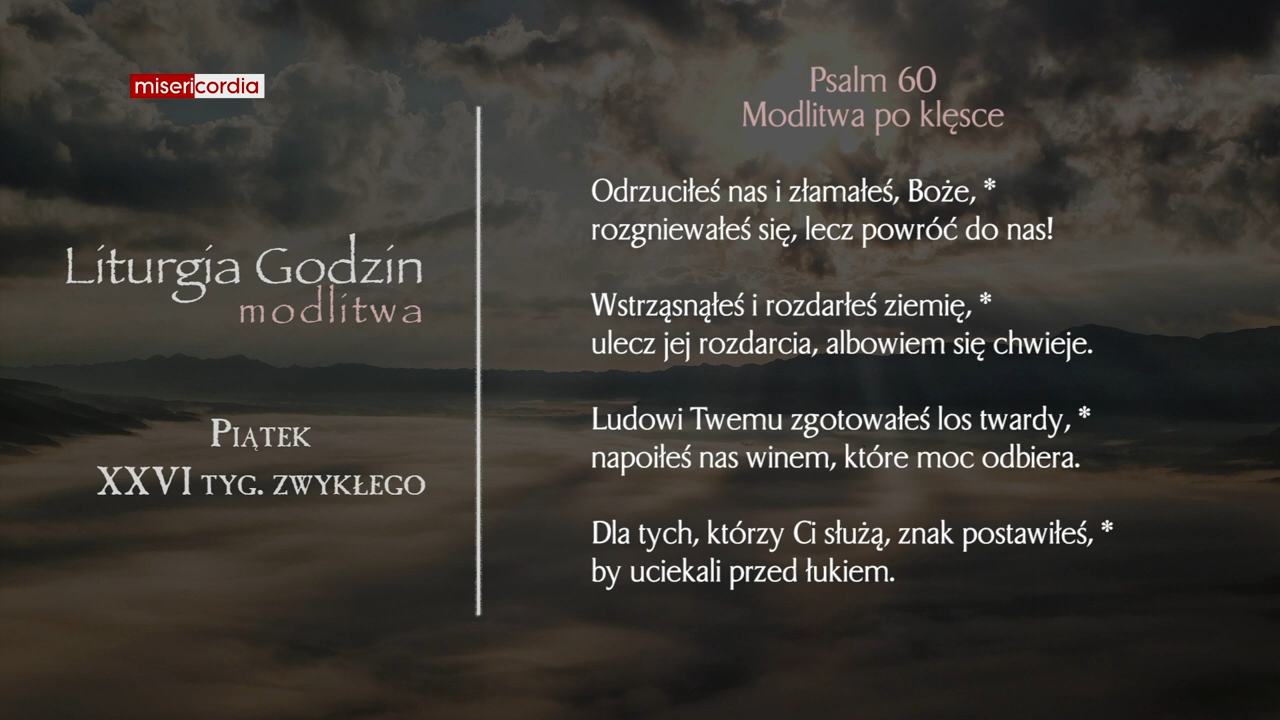 misericordia
Liturgia Godzin
modlitwa
Piątek
XXVI tyg. zwykłego
Psalm 60
Modlitwa po klęsce
Odrzuciłeś nas i złamałeś, Boże, *
rozgniewałeś się, lecz powróć do nas!
Wstrząsnąłeś i rozdarłeś ziemię, *
ulecz jej rozdarcia, albowiem się chwieje.
Ludowi Twemu zgotowałeś los twardy, *
napoiłeś nas winem, które moc odbiera.
Dla tych, którzy Ci służą, znak postawiłeś, *
by uciekali przed łukiem.